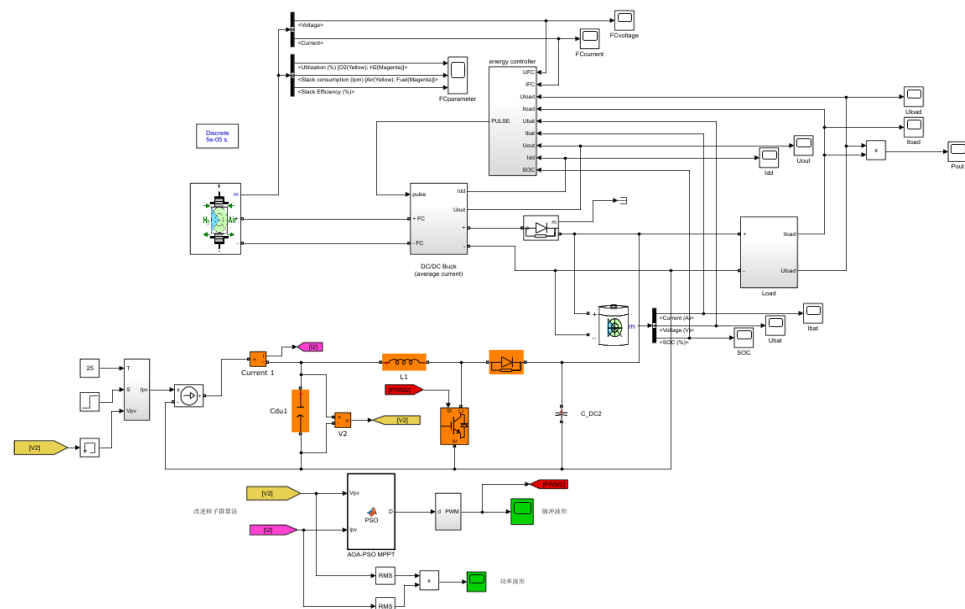 <Voltage>
<Current>
FCvoltage
FCcurrent
<Utilization (%) [O2(Yellow); H2(Magenta)]>
<Stack consumption (lpm) [Air(Yellow); Fuel(Magenta)]>
<Stack Efficiency (%)>
FCparameter
energy controller
UFC
IFC
Uload
Iload
PULSE
Ubat
Ibat
Uout
Idd
SOC
Uload
Iload
Uout
Idd
x
Pout
Discrete
5e-05 s.
m
H₂
Air
-
pulse
Idd
+ FC
Uout
+
- FC
-
DC/DC Buck
(average current)
m
+
Iload
-
Uload
Load
+
m
-
<Current (A)>
<Voltage (V)>
<SOC (%)>
Ibat
Ubat
SOC
25
T
S
Ipv
Vpv
s
[I2]
Current 1
L1
[PWM2]
Cdu1
V2
[V2]
C_DC2
[V2]
[V2]
Vpv
PSO
D
Ipv
AOA-PSO MPPT
改进粒子群算法
[I2]
d
PWM
[PWM2]
脉冲波形
RMS
x
功率波形
RMS